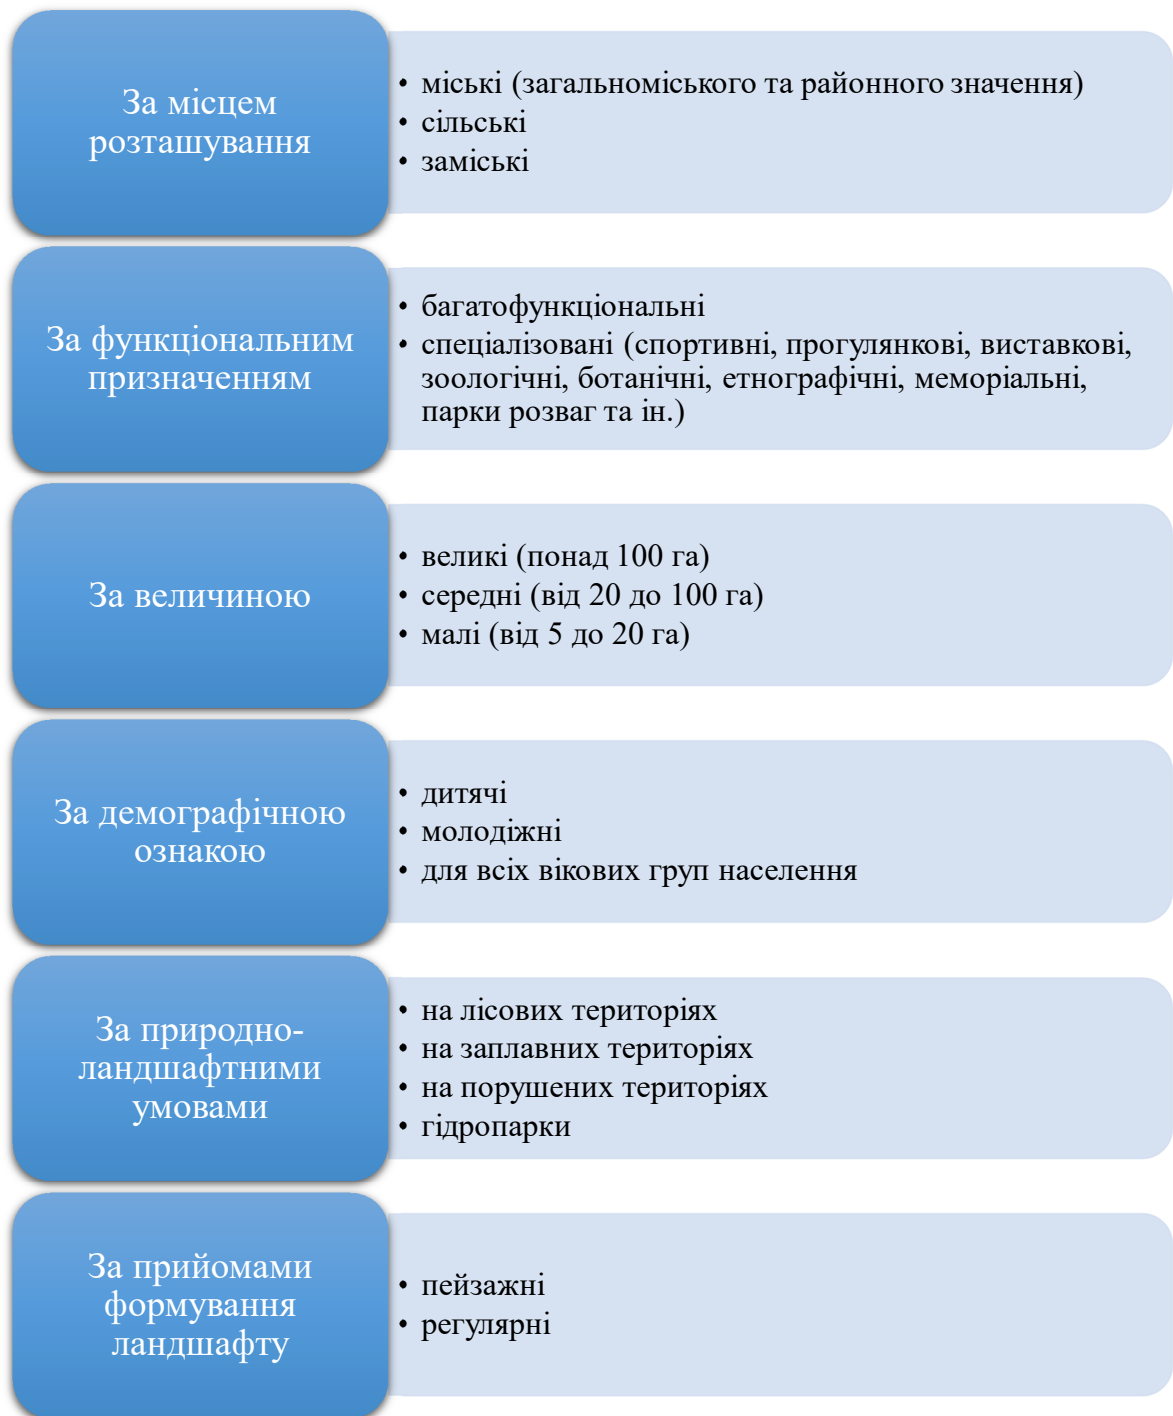 За місцем
розташування
• міські (загальноміського та районного значення)
• сільські
• заміські
За функціональним
призначенням
• багатофункціональні
• спеціалізовані (спортивні, прогулянкові, виставкові,
зоологічні, ботанічні, етнографічні, меморіальні,
парки розваг та ін.)
За величиною
• великі (понад 100 га)
• середні (від 20 до 100 га)
• малі (від 5 до 20 га)
За демографічною
ознакою
• дитячі
• молодіжні
• для всіх вікових груп населення
За природно-
ландшафтними
умовами
• на лісових територіях
• на заплавних територіях
• на порушених територіях
• гідропарки
За прийомами
формування
ландшафту
• пейзажні
• регулярні